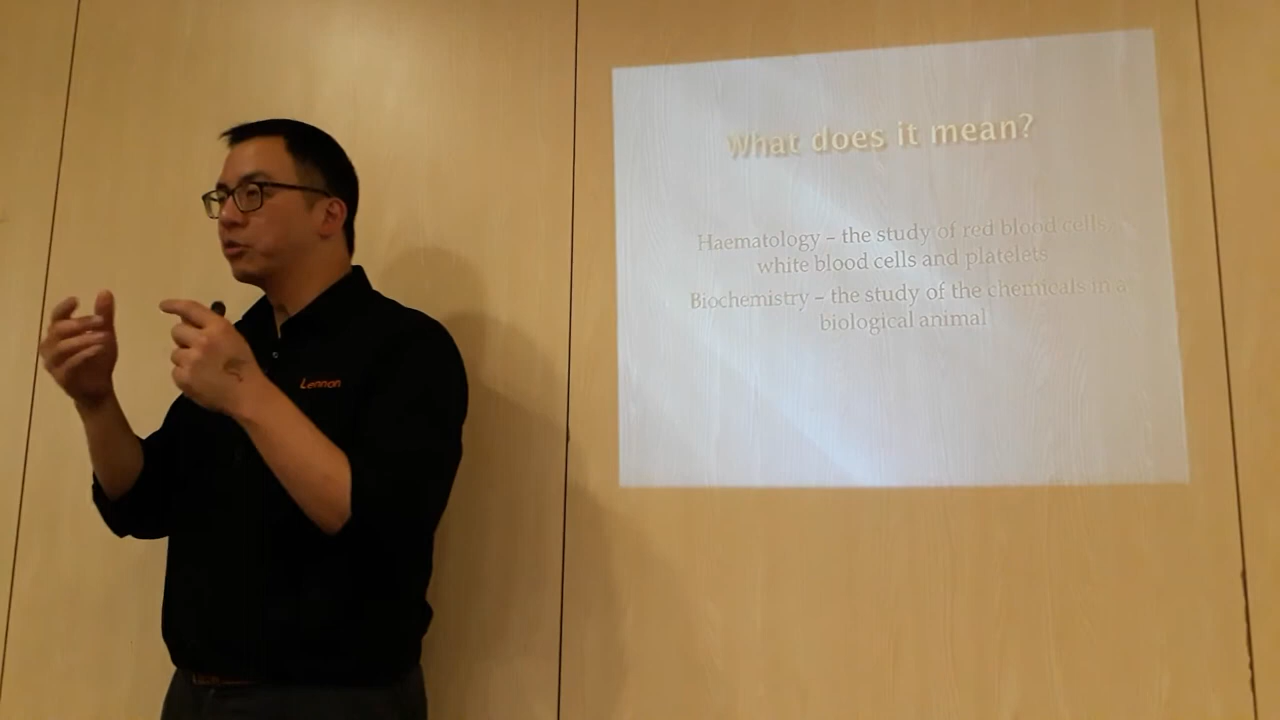 What does it mean?
Haematology – the study of red blood cells,
white blood cells and platelets
Biochemistry – the study of the chemicals in a
biological animal
Lennon